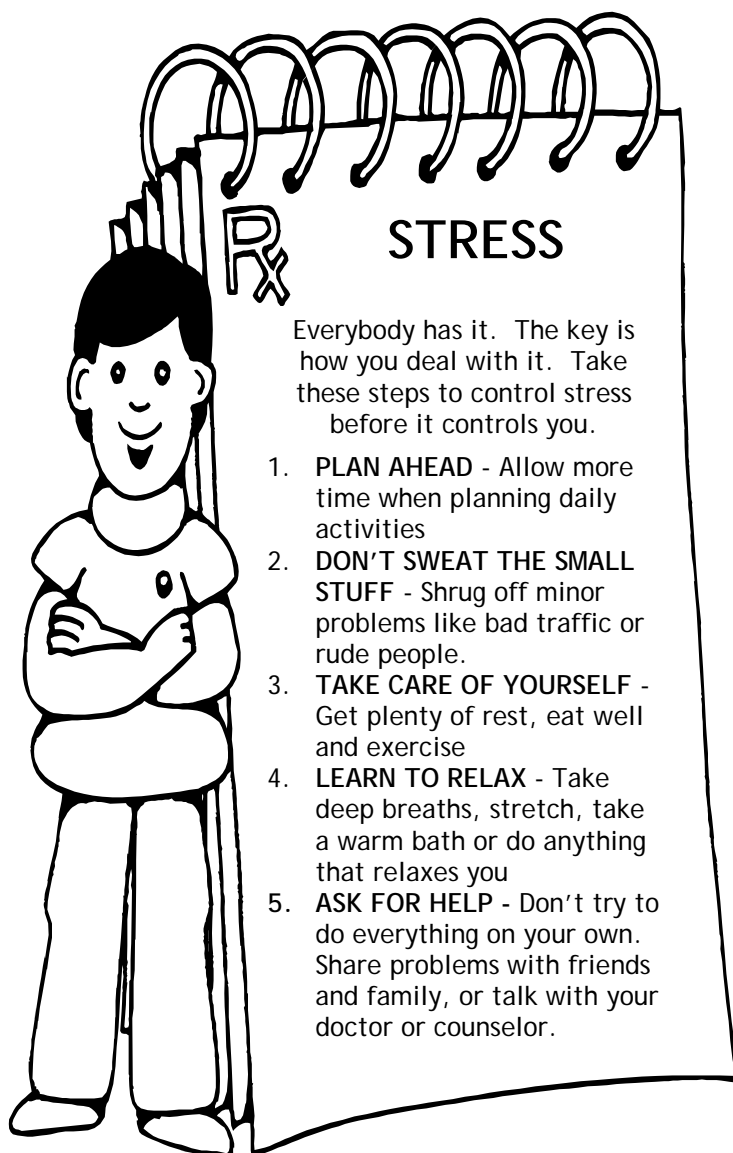 Rx
STRESS
Everybody has it.  The key is
how you deal with it.  Take
these steps to control stress
before it controls you.
1. PLAN AHEAD - Allow more
time when planning daily
activities
2. DON'T SWEAT THE SMALL
STUFF - Shrug off minor
problems like bad traffic or
rude people.
3. TAKE CARE OF YOURSELF -
Get plenty of rest, eat well
and exercise
4. LEARN TO RELAX - Take
deep breaths, stretch, take
a warm bath or do anything
that relaxes you
5. ASK FOR HELP - Don't try to
do everything on your own.
Share problems with friends
and family, or talk with your
doctor or counselor.